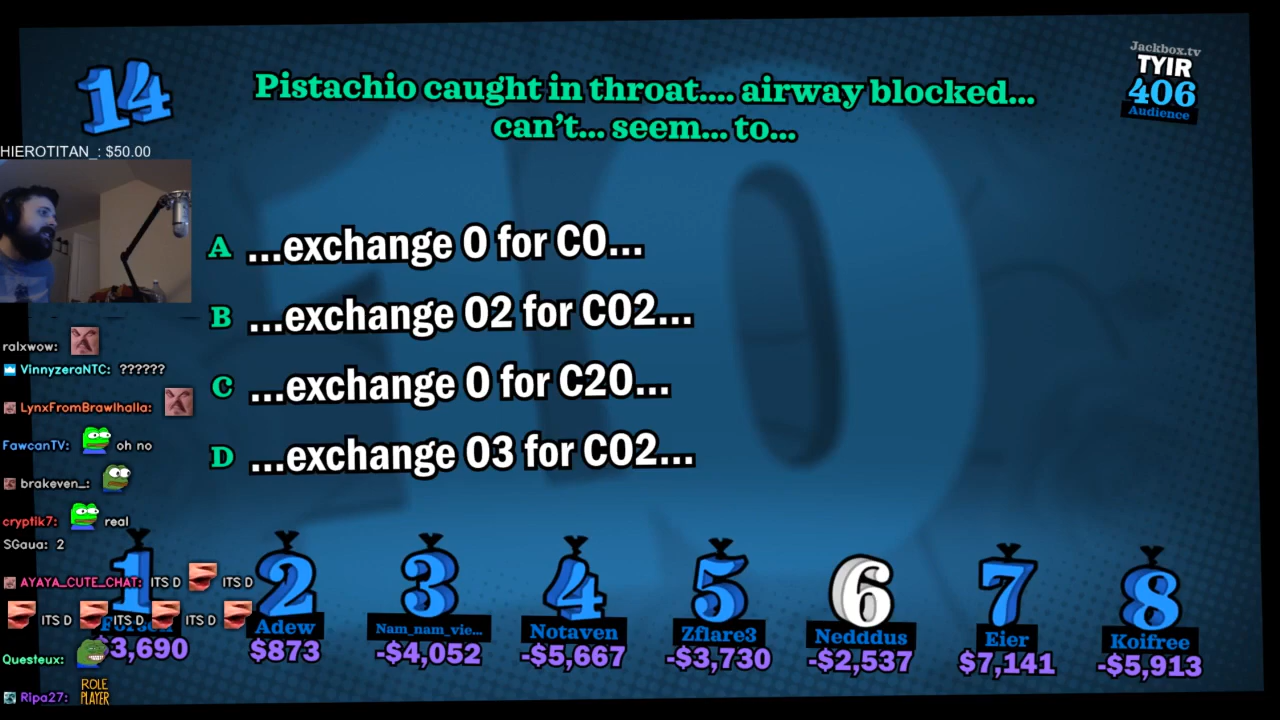 14
Pistachio caught in throat.... airway blocked...
can't... seem... to...
Jackbox.tv
TYIR
406
Audience
HIEROTITAN_: $50.00
A ...exchange O for CO...
B ...exchange O2 for CO2...
C ...exchange O for C2O...
D ...exchange O3 for CO2...
10
ralxwow:
VinnyzeraNTC: ??????
LynxFromBrawlhalla:
FawcanTV: oh no
brakeven_:
cryptik7: real
SGaua: 2
AYAYA_CUTE_CHAT: ITS D ITS D
ITS D ITS D ITS D
Questeux:
Ripa27: ROLE PLAYER
1 2 3 4 5 6 7 8
Adew Nam_nam_vie... Notaven Zflare3 Nedddus Eier Koifree
$3,690 $873 -$4,052 -$5,667 -$3,730 -$2,537 $7,141 -$5,913